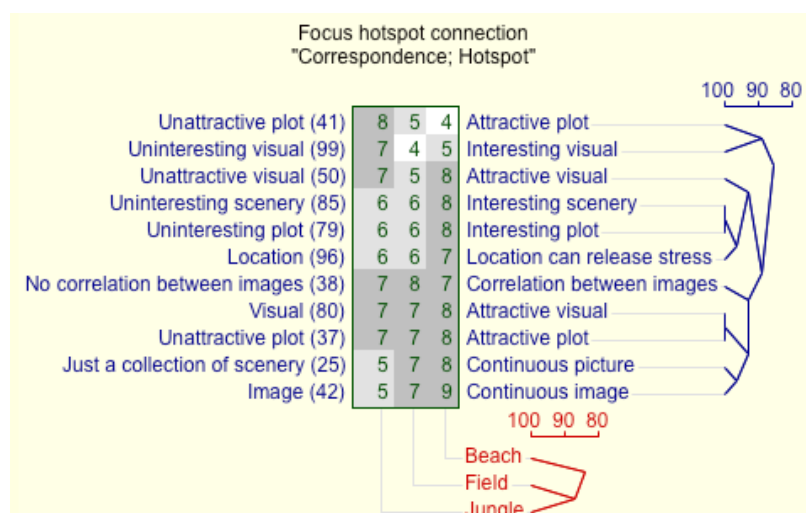 Focus hotspot connection
"Correspondence; Hotspot"
100 90 80
Unattractive plot (41) 8 5 4 Attractive plot
Uninteresting visual (99) 7 4 5 Interesting visual
Unattractive visual (50) 7 5 8 Attractive visual
Uninteresting scenery (85) 6 6 8 Interesting scenery
Uninteresting plot (79) 6 6 8 Interesting plot
Location (96) 6 6 7 Location can release stress
No correlation between images (38) 7 8 7 Correlation between images
Visual (80) 7 7 8 Attractive visual
Unattractive plot (37) 7 7 8 Attractive plot
Just a collection of scenery (25) 5 7 8 Continuous picture
Image (42) 5 7 9 Continuous image
100 90 80
Beach
Field
Jungle